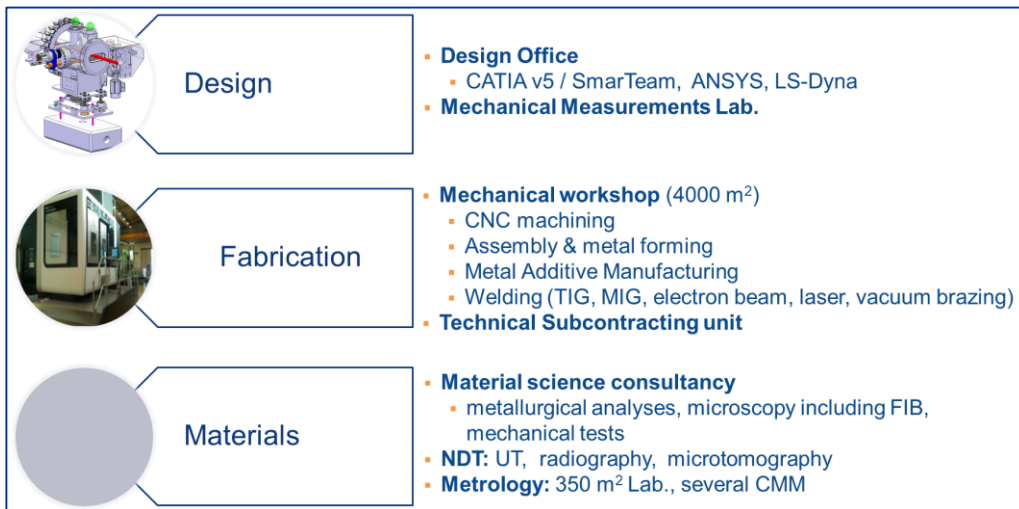 Design
Design Office
CATIA v5 / SmarTeam, ANSYS, LS-Dyna
Mechanical Measurements Lab.
Fabrication
Mechanical workshop (4000 m²)
CNC machining
Assembly & metal forming
Metal Additive Manufacturing
Welding (TIG, MIG, electron beam, laser, vacuum brazing)
Technical Subcontracting unit
Materials
Material science consultancy
metallurgical analyses, microscopy including FIB,
mechanical tests
NDT: UT, radiography, microtomography
Metrology: 350 m² Lab., several CMM